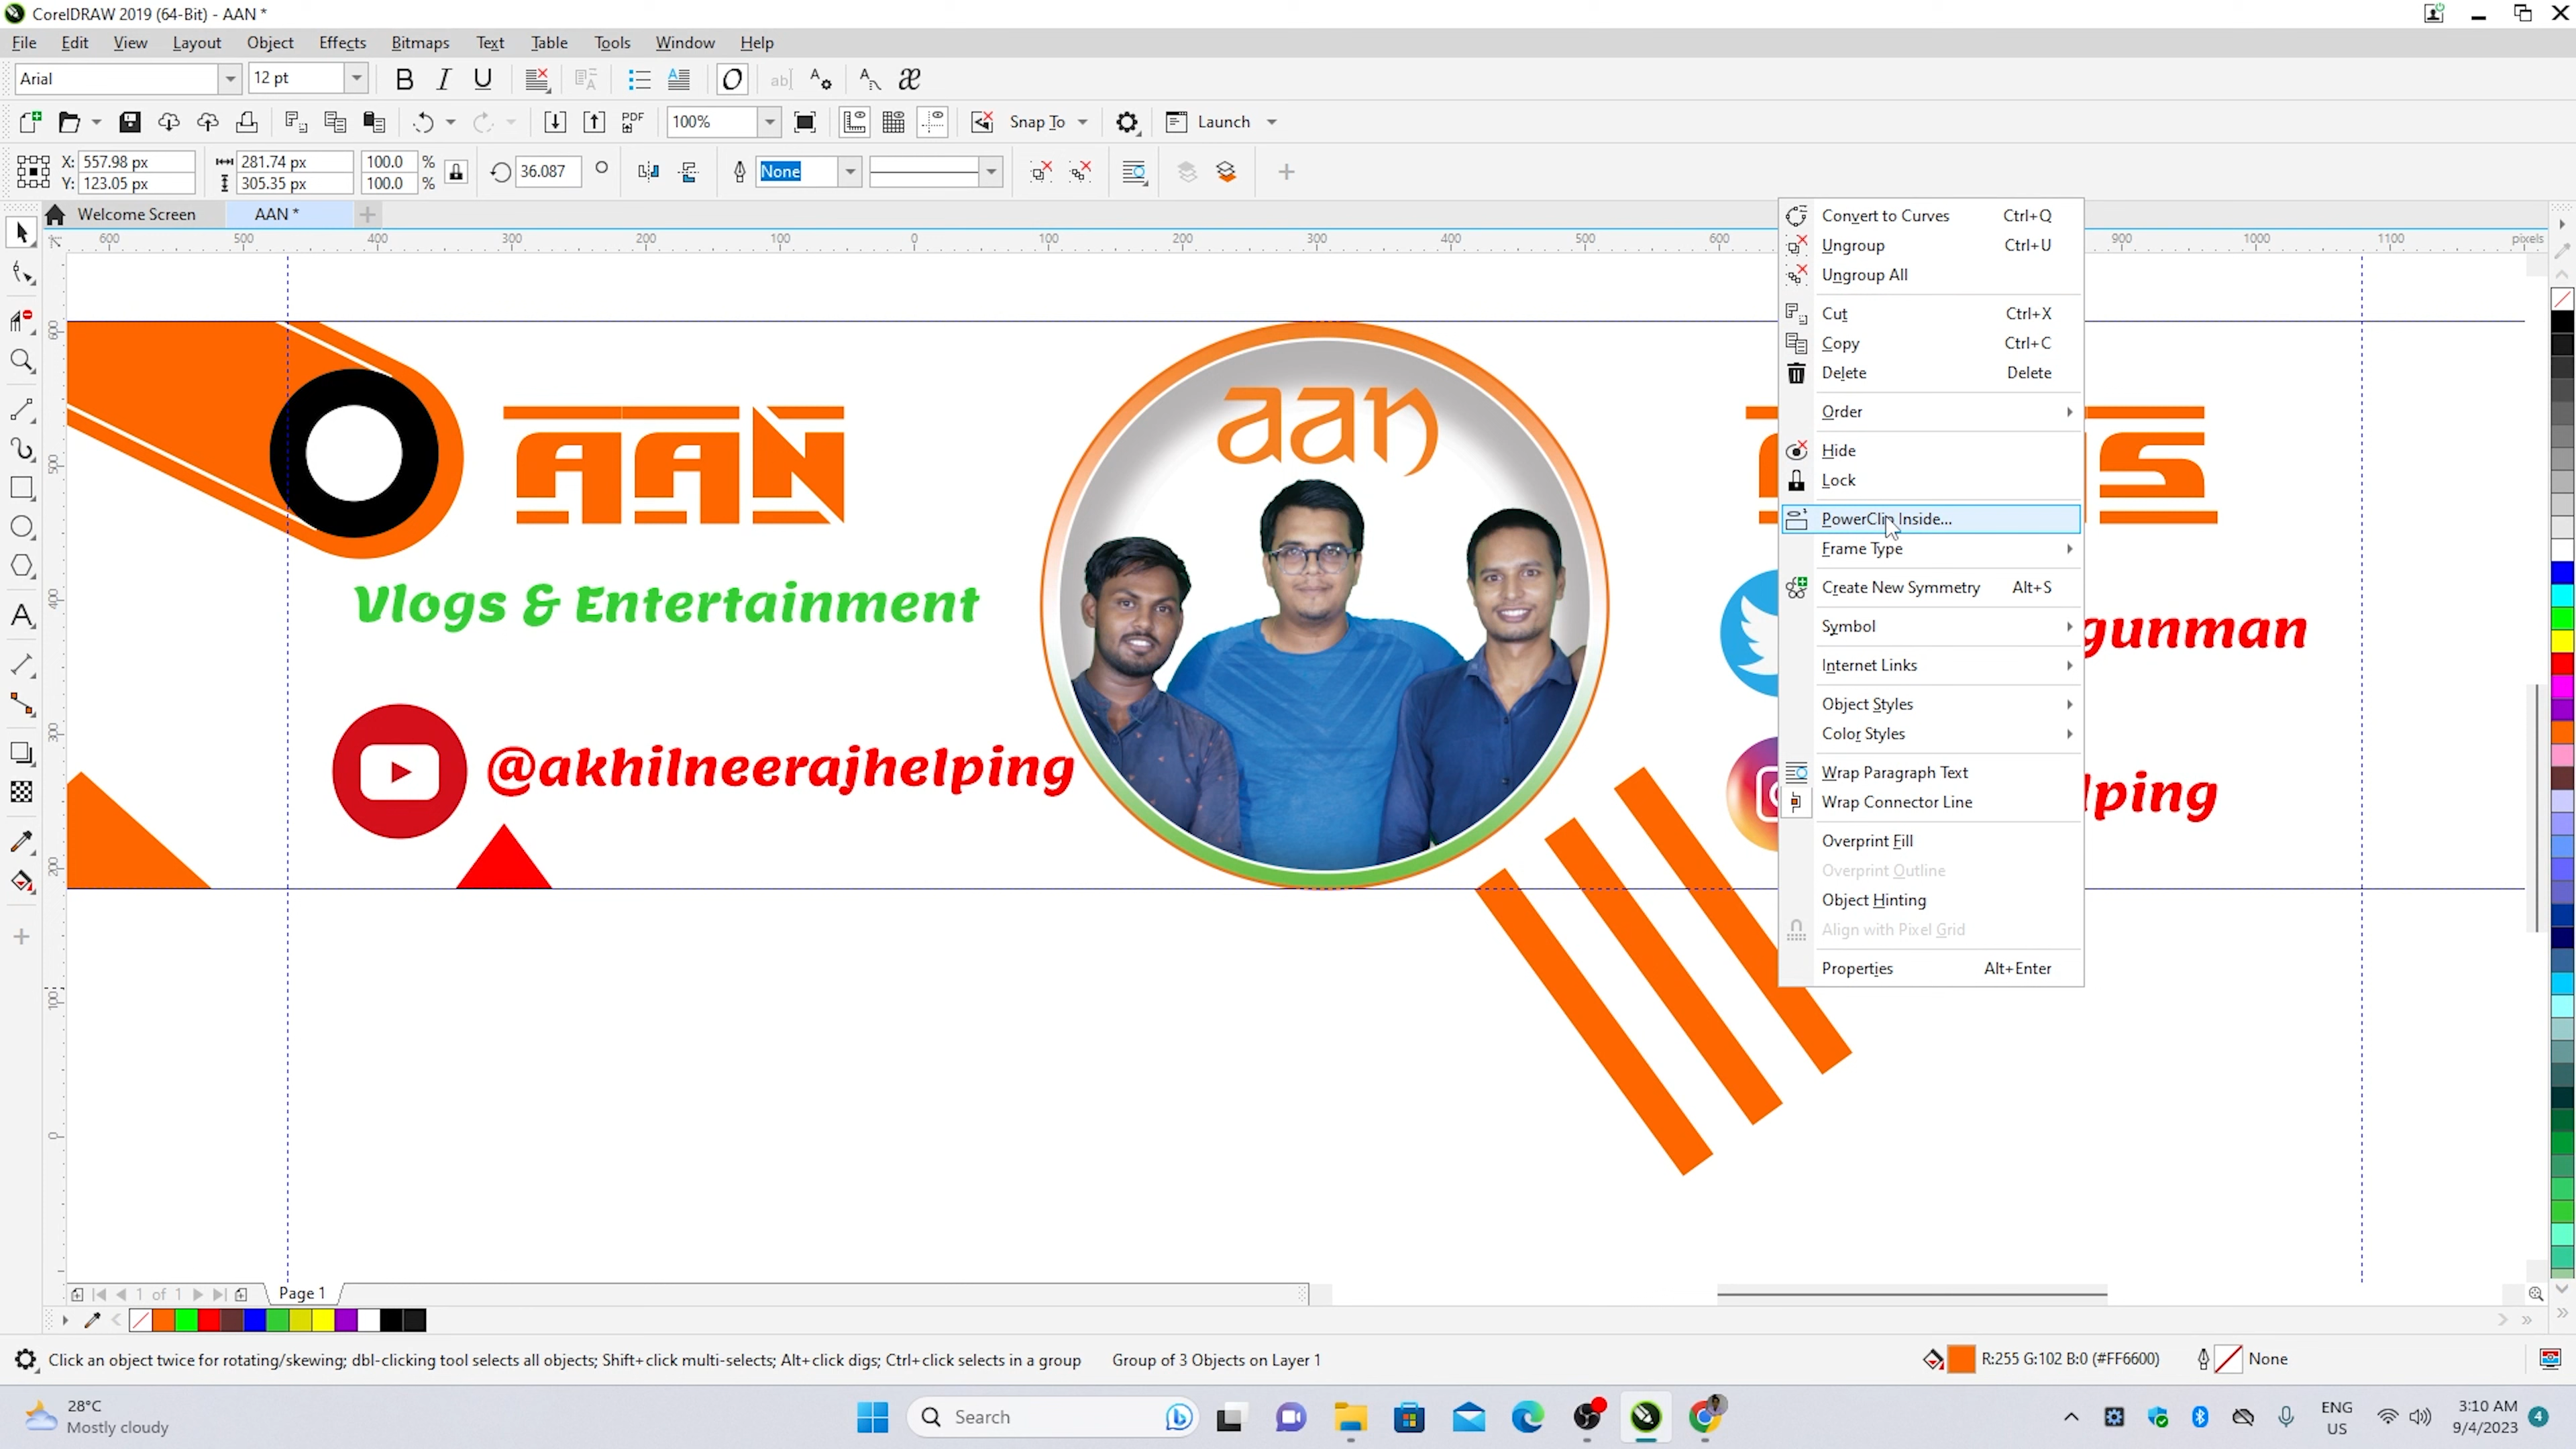 CorelDRAW 2019 (64-Bit) - AAN *
File Edit View Layout Object Effects Bitmaps Text Table Tools Window Help
Arial 12 pt
100% Snap To Launch
X: 557.98 px 281.74 px 100.0 % 36.087 None
Y: 123.05 px 305.35 px 100.0 %
Welcome Screen AAN *
600 500 400 300 200 100 0 100 200 300 400 500 600 900 1000 1100 pixels
Convert to Curves Ctrl+Q
Ungroup Ctrl+U
Ungroup All
Cut Ctrl+X
Copy Ctrl+C
Delete Delete
Order
Hide
Lock
PowerClip Inside...
Frame Type
Create New Symmetry Alt+S
Symbol
Internet Links
Object Styles
Color Styles
Wrap Paragraph Text
Wrap Connector Line
Overprint Fill
Overprint Outline
Object Hinting
Align with Pixel Grid
Properties Alt+Enter
600
500
400
300
200
100
0
AAN
aan
S
Vlogs & Entertainment
gunman
@akhilneerajhelping
lping
1 of 1 Page 1
Click an object twice for rotating/skewing; dbl-clicking tool selects all objects; Shift+click multi-selects; Alt+click digs; Ctrl+click selects in a group Group of 3 Objects on Layer 1 R:255 G:102 B:0 (#FF6600) None
28°C
Mostly cloudy
Search
ENG
US
3:10 AM
9/4/2023
4